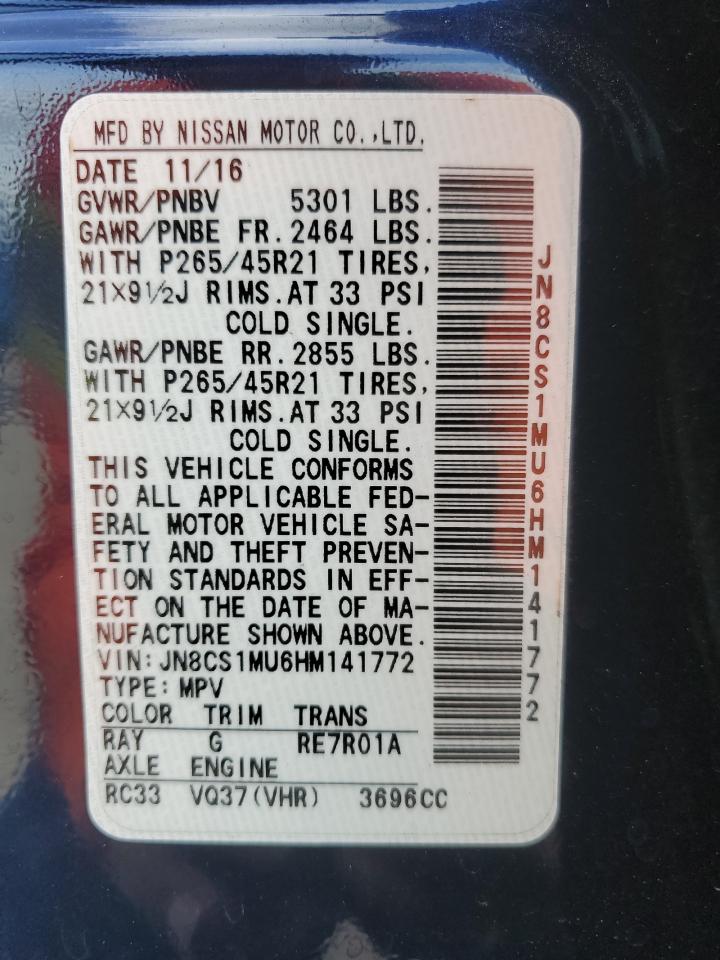 MFD BY NISSAN MOTOR CO.,LTD.
DATE 11/16
GVWR/PNBV 5301 LBS.
GAWR/PNBE FR. 2464 LBS.
WITH P265/45R21 TIRES,
21×9½J RIMS.AT 33 PSI
COLD SINGLE.
GAWR/PNBE RR. 2855 LBS.
WITH P265/45R21 TIRES,
21×9½J RIMS.AT 33 PSI
COLD SINGLE.
THIS VEHICLE CONFORMS
TO ALL APPLICABLE FED-
ERAL MOTOR VEHICLE SA-
FETY AND THEFT PREVEN-
TION STANDARDS IN EFF-
ECT ON THE DATE OF MA-
NUFACTURE SHOWN ABOVE.
VIN: JN8CS1MU6HM141772
TYPE: MPV
COLOR TRIM TRANS
RAY G RE7R01A
AXLE ENGINE
RC33 VQ37(VHR) 3696CC
JN8CS1MU6HM141772